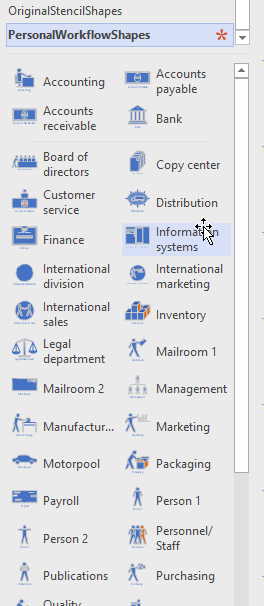 OriginalStencilShapes
PersonalWorkflowShapes
Accounting
Accounts
payable
Accounts
receivable
Bank
Board of
directors
Copy center
Customer
service
Distribution
Finance
Information
systems
International
division
International
marketing
International
sales
Inventory
Legal
department
Mailroom 1
Mailroom 2
Management
Manufactur...
Marketing
Motorpool
Packaging
Payroll
Person 1
Person 2
Personnel/
Staff
Publications
Purchasing
Quality